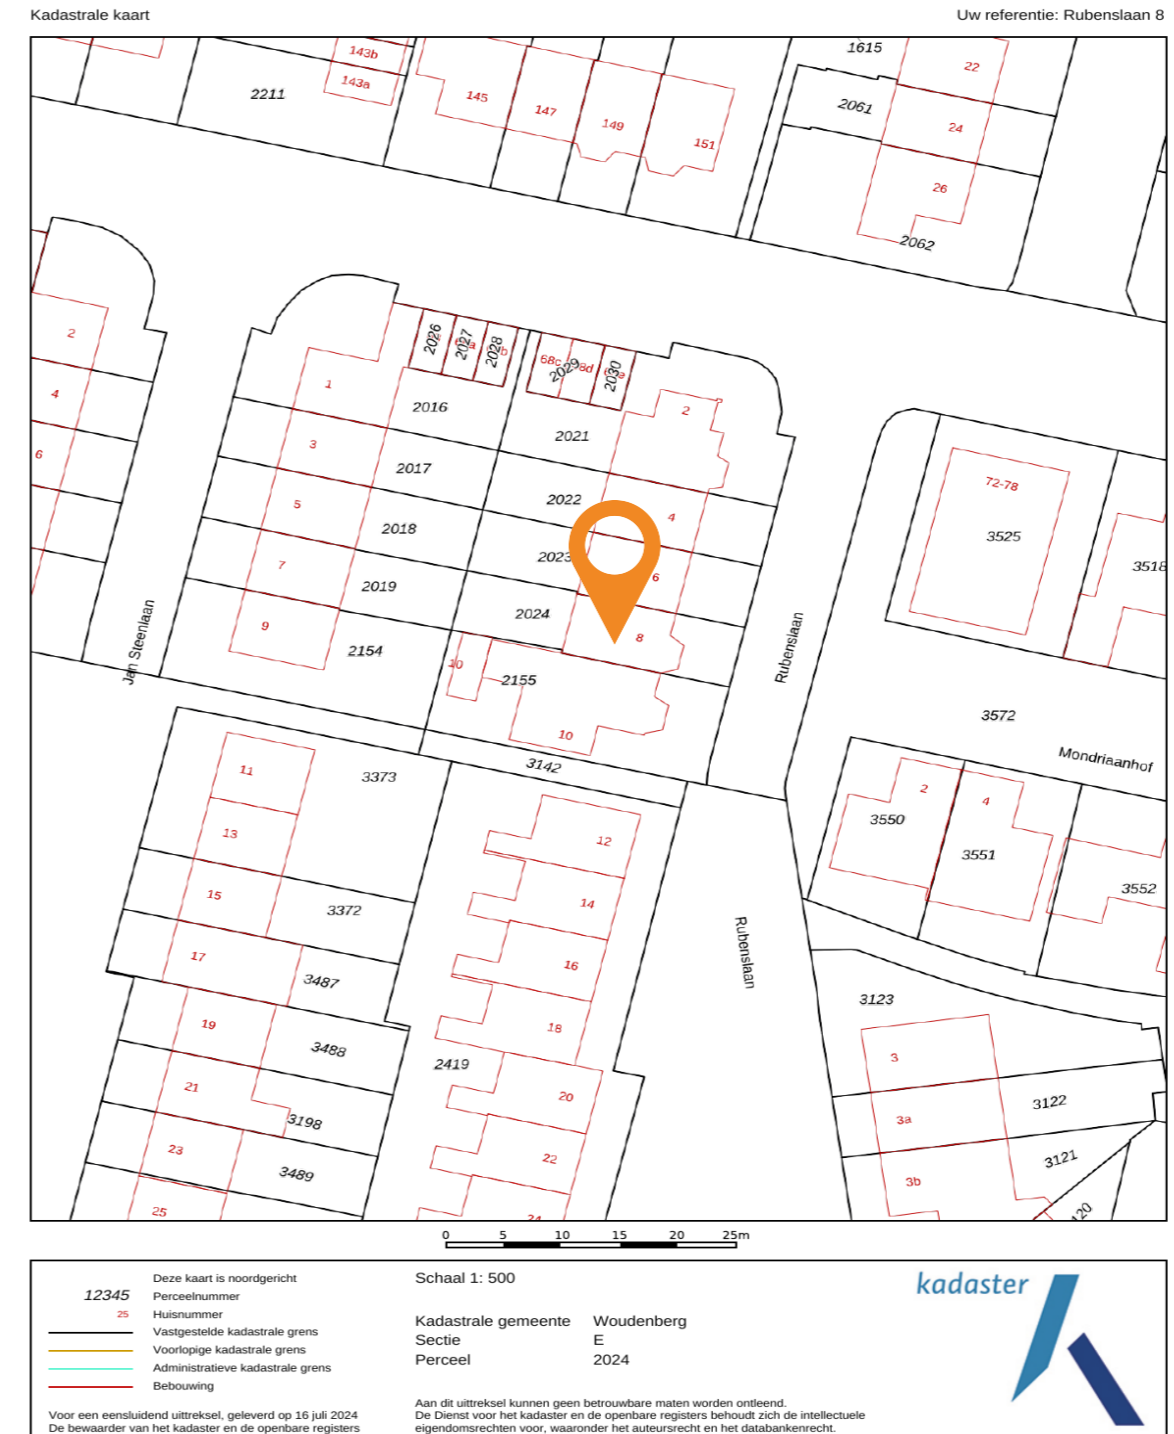 Kadastrale kaart
Uw referentie: Rubenslaan 8
143b
1615
22
143a
2211
145
147
149
151
2061
24
26
2062
2
1
4
3
6
5
7
9
2026
2027
2028
68c
2029
2030
2016
2017
2018
2019
2154
2021
2022
2023
2024
2
4
6
8
10
2155
10
72-78
3525
3518
Jan Steenlaan
Rubenslaan
3572
Mondriaanhof
3142
11
3373
13
15
3372
17
3487
19
3488
21
3198
23
3489
25
12
14
16
18
2419
20
22
24
Rubenslaan
2
3550
4
3551
3552
3123
3
3122
3a
3121
3b
120
0 5 10 15 20 25m
Deze kaart is noordgericht
12345 Perceelnummer
25 Huisnummer
Vastgestelde kadastrale grens
Voorlopige kadastrale grens
Administratieve kadastrale grens
Bebouwing
Voor een eensluidend uittreksel, geleverd op 16 juli 2024
De bewaarder van het kadaster en de openbare registers
Schaal 1: 500
Kadastrale gemeente Woudenberg
Sectie E
Perceel 2024
Aan dit uittreksel kunnen geen betrouwbare maten worden ontleend.
De Dienst voor het kadaster en de openbare registers behoudt zich de intellectuele
eigendomsrechten voor, waaronder het auteursrecht en het databankenrecht.
kadaster